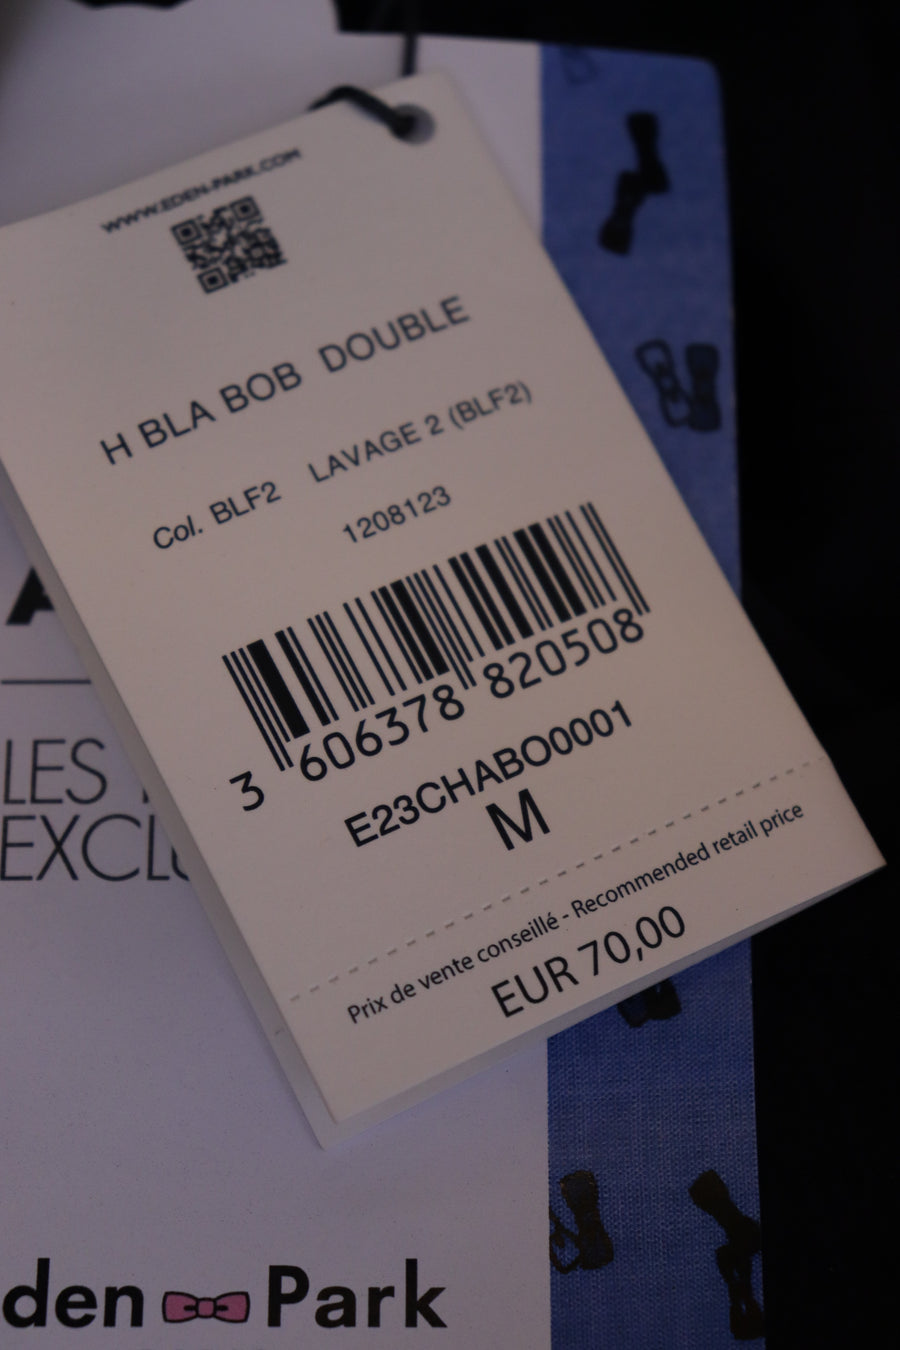 WWW.EDEN-PARK.COM
H BLA BOB DOUBLE
Col. BLF2 LAVAGE 2 (BLF2)
1208123
3 606378 820508
E23CHABO0001
M
Prix de vente conseillé - Recommended retail price
EUR 70,00
A
LES
EXCLU
den Park